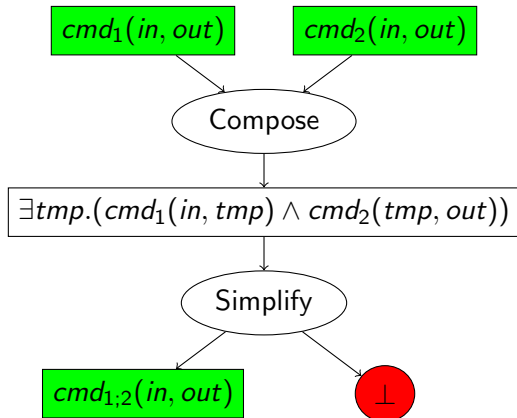 cmd₁(in, out) cmd₂(in, out)
Compose
∃tmp.(cmd₁(in, tmp) ∧ cmd₂(tmp, out))
Simplify
cmd₁;₂(in, out) ⊥